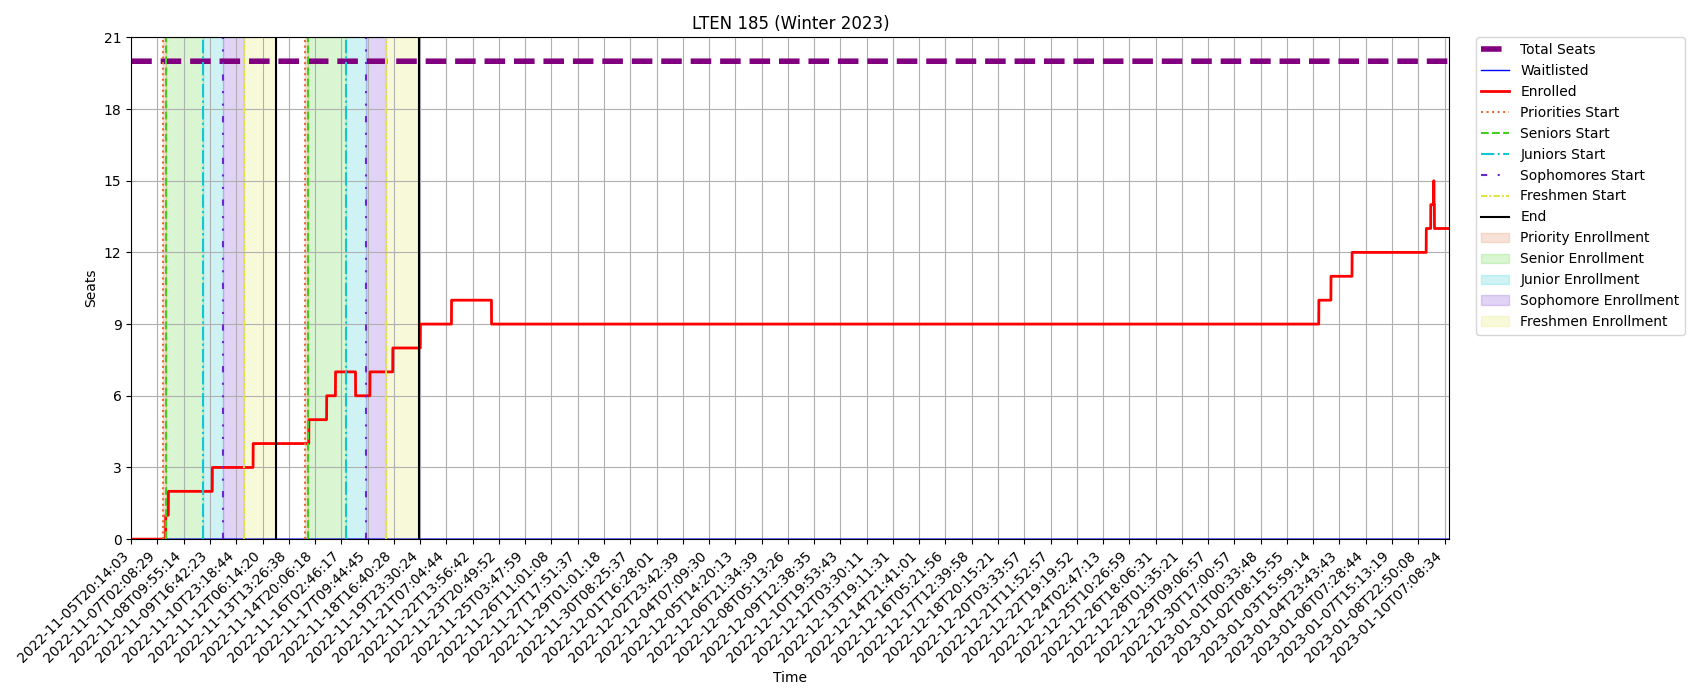 LTEN 185 (Winter 2023)
21
18
15
12
9
6
3
0
Seats
2022-11-05T20:14:03
2022-11-07T02:08:29
2022-11-08T09:55:14
2022-11-09T16:42:23
2022-11-10T23:18:44
2022-11-12T06:14:20
2022-11-13T13:26:38
2022-11-14T20:06:18
2022-11-16T02:46:17
2022-11-17T09:44:45
2022-11-18T16:40:28
2022-11-19T23:30:24
2022-11-21T07:04:44
2022-11-22T13:56:42
2022-11-23T20:49:52
2022-11-25T03:47:59
2022-11-26T11:01:08
2022-11-27T17:51:37
2022-11-29T01:01:18
2022-11-30T08:25:37
2022-12-01T16:28:01
2022-12-02T23:42:39
2022-12-04T07:09:30
2022-12-05T14:20:13
2022-12-06T21:34:39
2022-12-08T05:13:26
2022-12-09T12:38:35
2022-12-10T19:53:43
2022-12-12T03:30:11
2022-12-13T19:11:31
2022-12-14T21:41:01
2022-12-16T05:21:56
2022-12-17T12:39:58
2022-12-18T20:15:21
2022-12-20T03:33:57
2022-12-21T11:52:57
2022-12-22T19:19:52
2022-12-24T02:47:13
2022-12-25T10:26:59
2022-12-26T18:06:31
2022-12-28T01:35:21
2022-12-29T09:06:57
2022-12-30T17:00:57
2023-01-01T00:33:48
2023-01-02T08:15:55
2023-01-03T15:59:14
2023-01-04T23:43:43
2023-01-06T07:28:44
2023-01-07T15:13:19
2023-01-08T22:50:08
2023-01-10T07:08:34
Time
Total Seats
Waitlisted
Enrolled
Priorities Start
Seniors Start
Juniors Start
Sophomores Start
Freshmen Start
End
Priority Enrollment
Senior Enrollment
Junior Enrollment
Sophomore Enrollment
Freshmen Enrollment